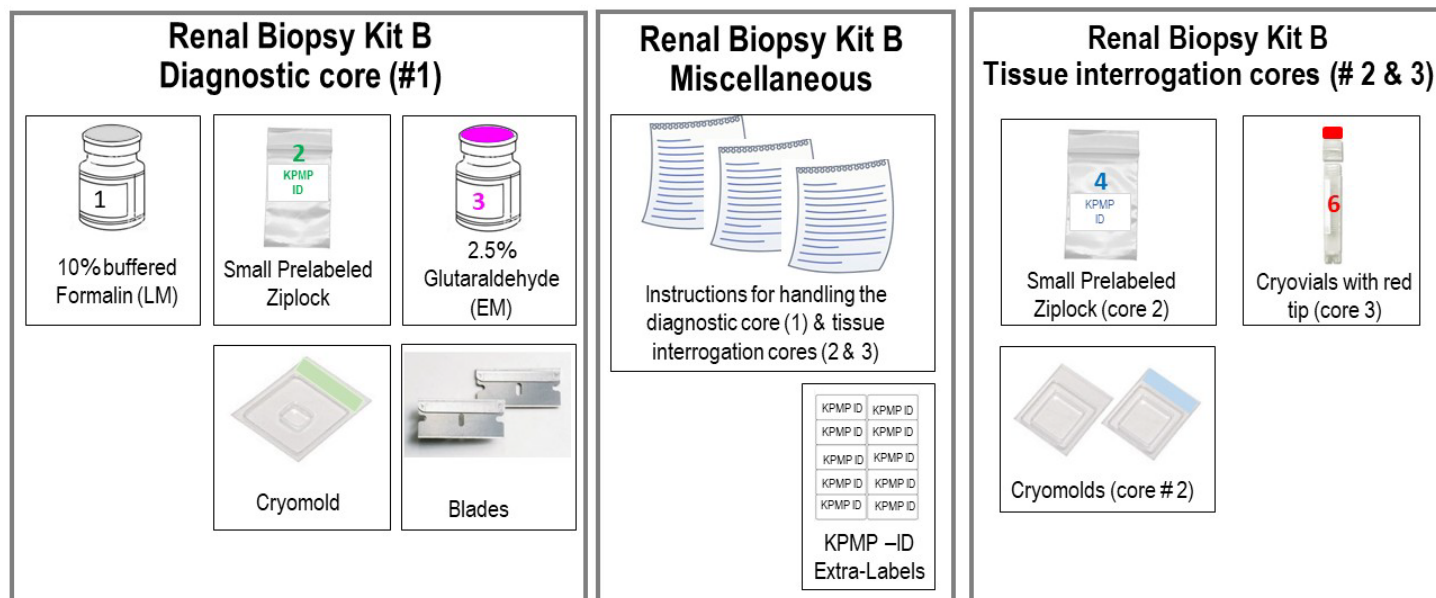 Renal Biopsy Kit B
Diagnostic core (#1)
1
10% buffered
Formalin (LM)
2
KPMP
ID
Small Prelabeled
Ziplock
3
2.5%
Glutaraldehyde
(EM)
Cryomold
Blades
Renal Biopsy Kit B
Miscellaneous
Instructions for handling the
diagnostic core (1) & tissue
interrogation cores (2 & 3)
KPMP ID KPMP ID
KPMP ID KPMP ID
KPMP ID KPMP ID
KPMP ID KPMP ID
KPMP ID KPMP ID
KPMP –ID
Extra-Labels
Renal Biopsy Kit B
Tissue interrogation cores (# 2 & 3)
4
KPMP
ID
Small Prelabeled
Ziplock (core 2)
6
Cryovials with red
tip (core 3)
Cryomolds (core # 2)